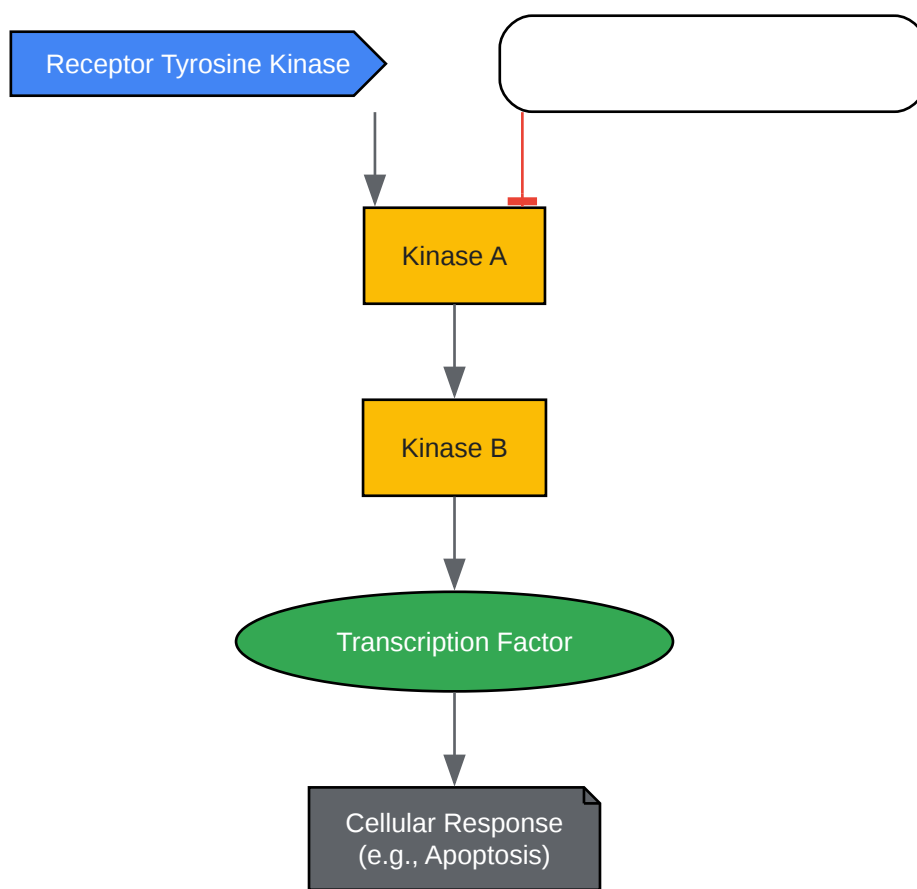 Receptor Tyrosine Kinase
Kinase A
Kinase B
Transcription Factor
Cellular Response
(e.g., Apoptosis)